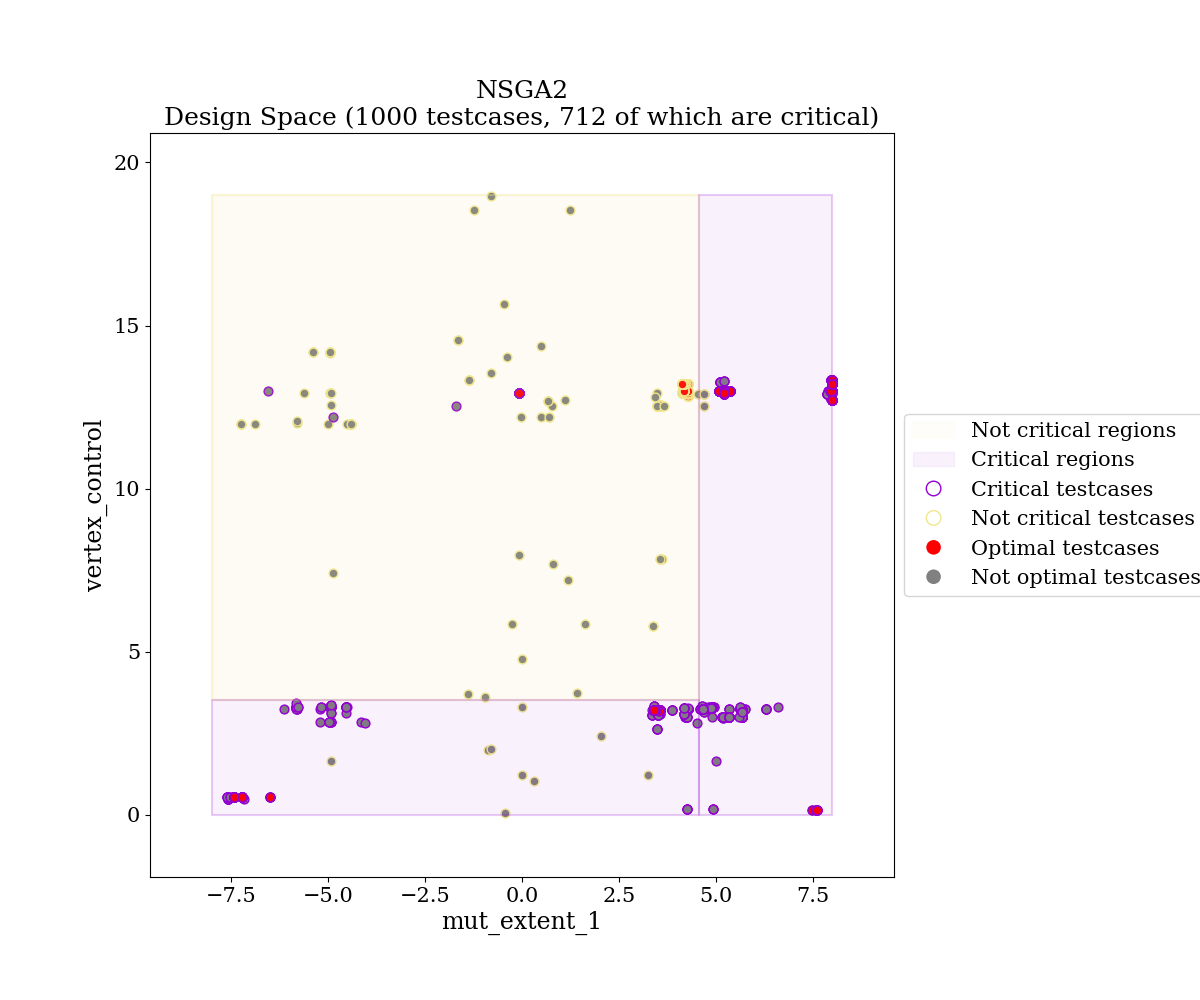 NSGA2
Design Space (1000 testcases, 712 of which are critical)
20
15
10
5
0
vertex_control
−7.5
−5.0
−2.5
0.0
2.5
5.0
7.5
mut_extent_1
Not critical regions
Critical regions
Critical testcases
Not critical testcases
Optimal testcases
Not optimal testcases